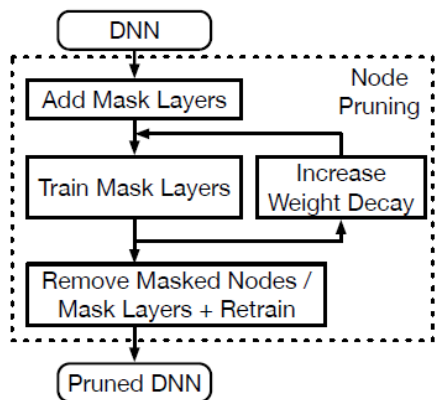 DNN
Node
Pruning
Add Mask Layers
Train Mask Layers
Increase
Weight Decay
Remove Masked Nodes /
Mask Layers + Retrain
Pruned DNN